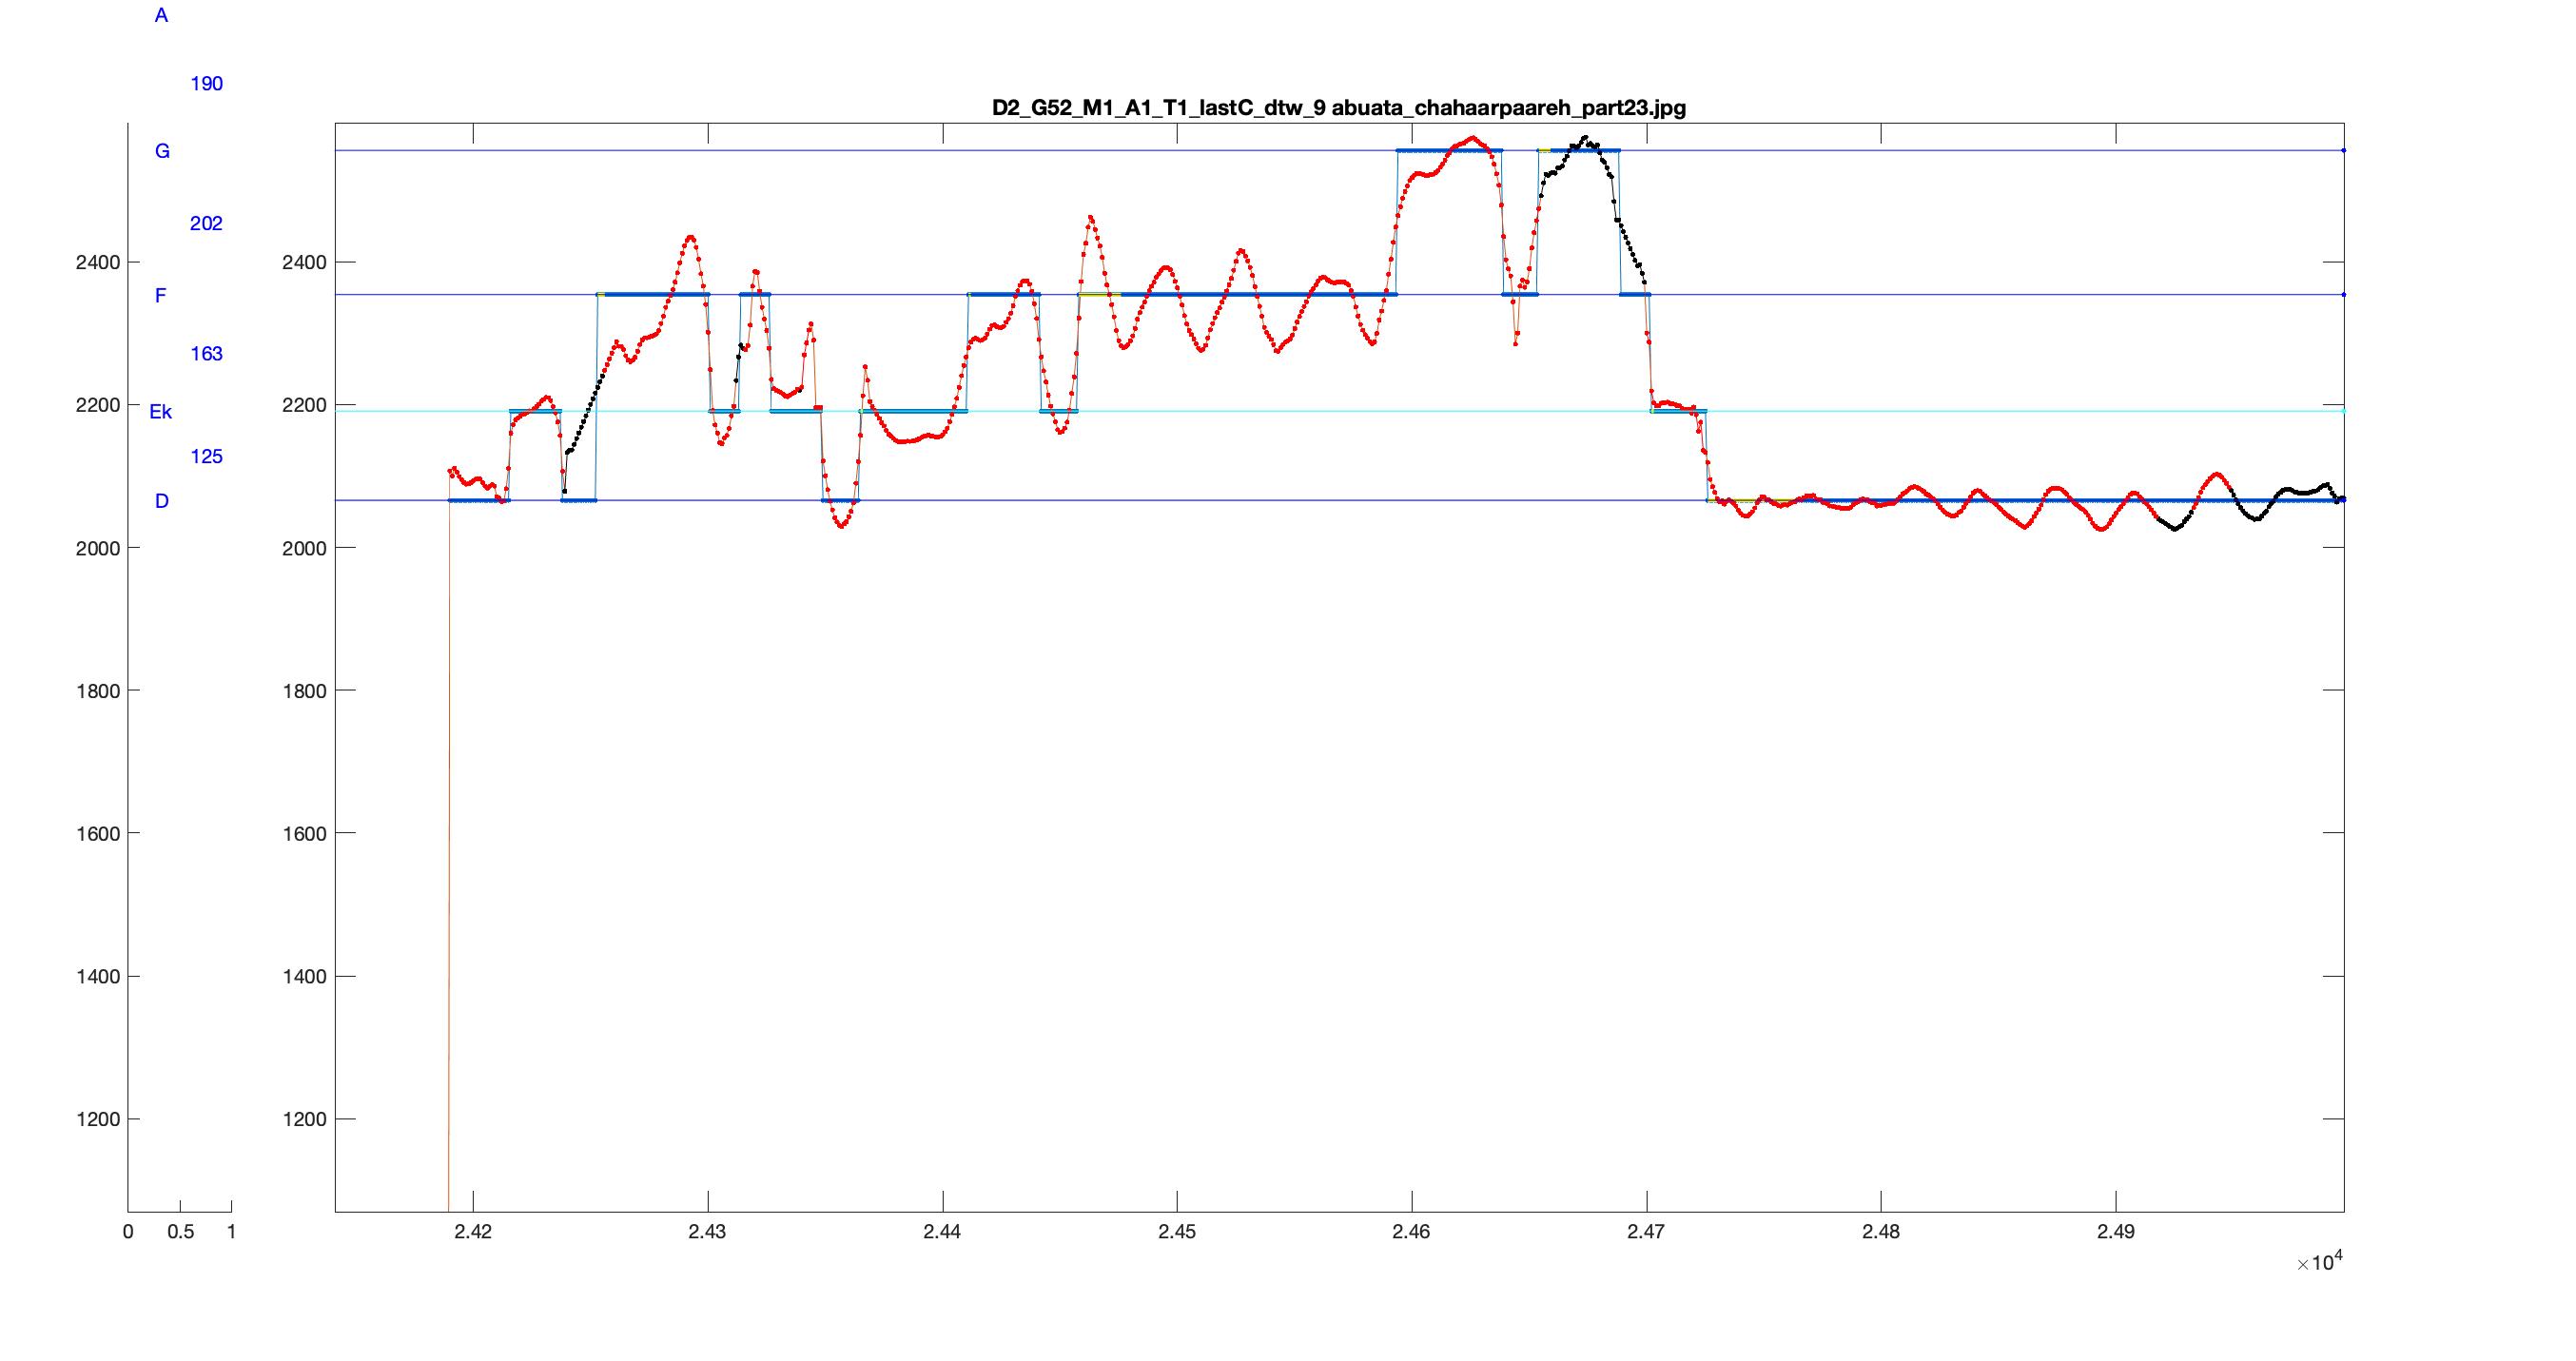 A
190
D2_G52_M1_A1_T1_lastC_dtw_9 abuata_chahaarpaareh_part23.jpg
G
202
2400 2400
F
163
2200 2200
Ek
125
D
2000 2000
1800 1800
1600 1600
1400 1400
1200 1200
0 0.5 1 2.42 2.43 2.44 2.45 2.46 2.47 2.48 2.49
×10^4